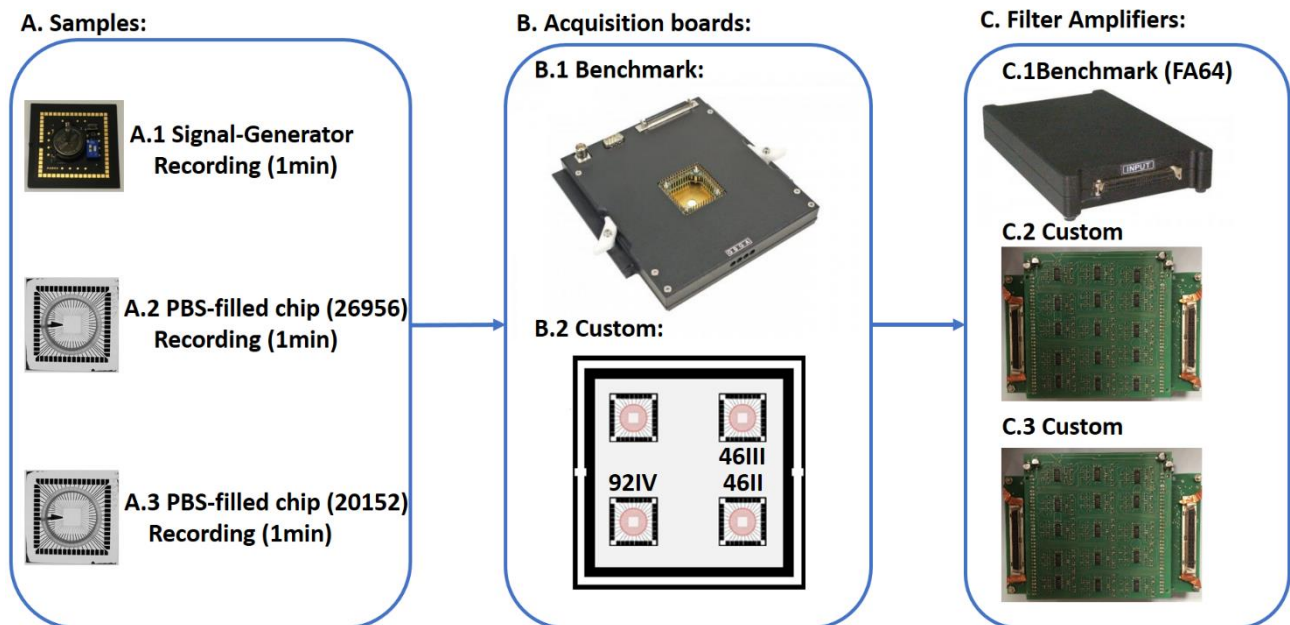 A. Samples:
A.1 Signal-Generator
Recording (1min)
A.2 PBS-filled chip (26956)
Recording (1min)
A.3 PBS-filled chip (20152)
Recording (1min)
B. Acquisition boards:
B.1 Benchmark:
B.2 Custom:
46III
92IV
46II
C. Filter Amplifiers:
C.1Benchmark (FA64)
INPUT
C.2 Custom
C.3 Custom